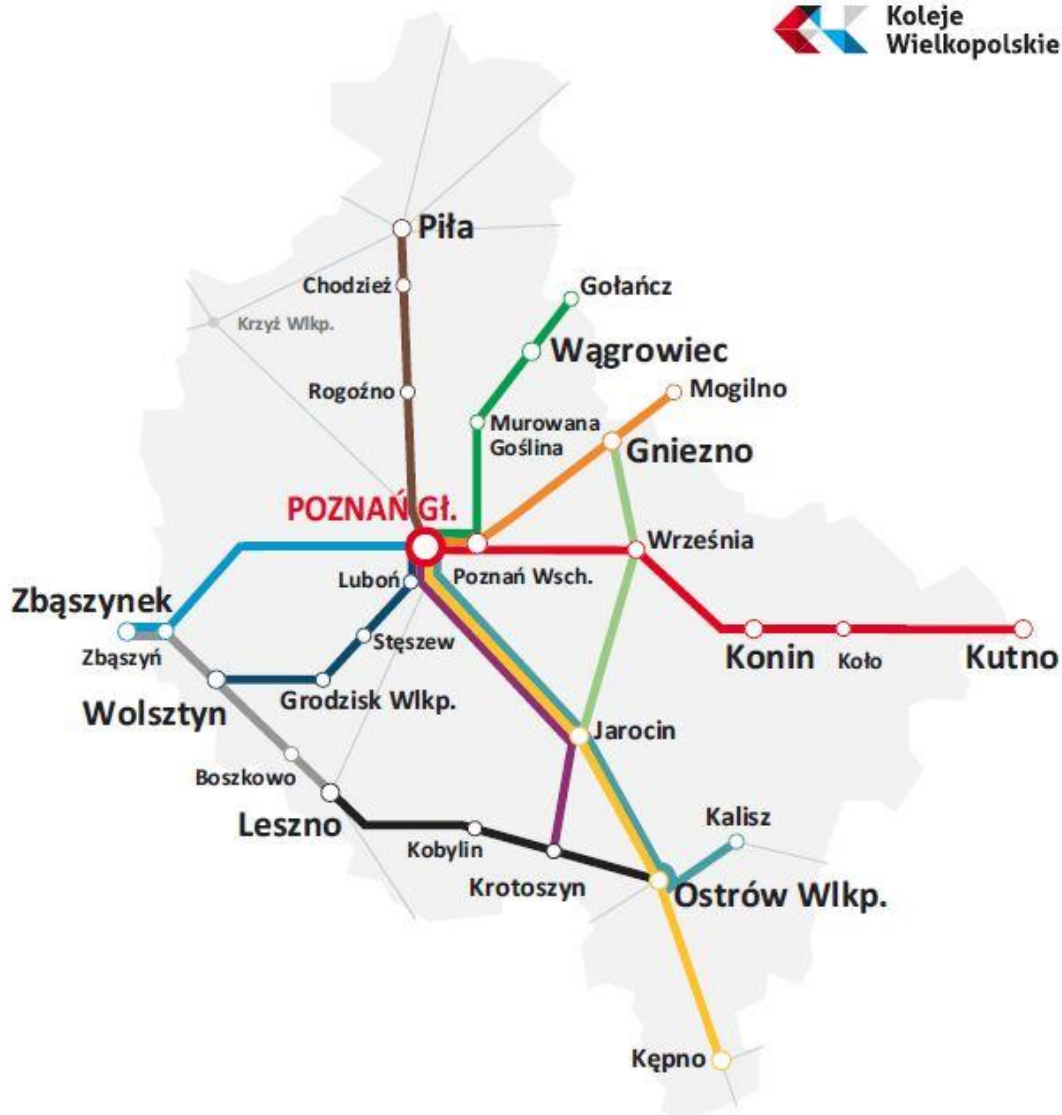 Koleje
Wielkopolskie
Piła
Chodzież
Gołańcz
Krzyż Wlkp.
Wągrowiec
Rogoźno
Mogilno
Murowana
Goślina
Gniezno
POZNAŃ Gł.
Września
Poznań Wsch.
Luboń
Zbąszynek
Zbąszyń
Stęszew
Konin
Koło
Kutno
Grodzisk Wlkp.
Wolsztyn
Jarocin
Boszkowo
Leszno
Kalisz
Kobylin
Krotoszyn
Ostrów Wlkp.
Kępno